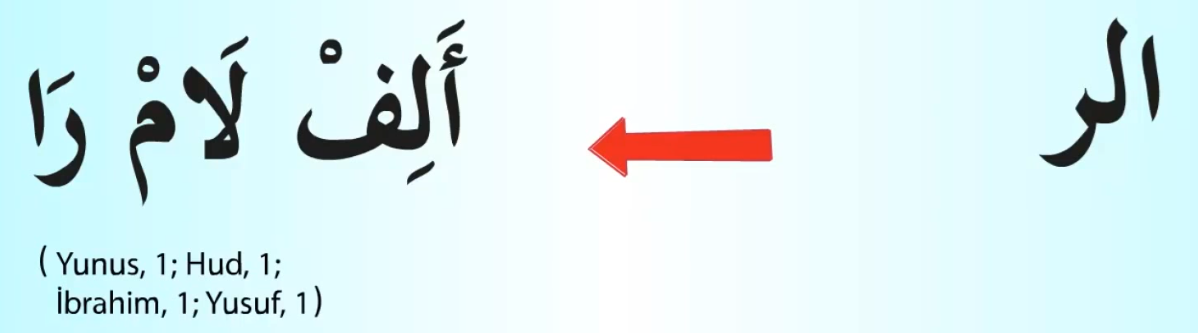 الر
أَلِفْ لَامْ رَا
( Yunus, 1; Hud, 1;
İbrahim, 1; Yusuf, 1)